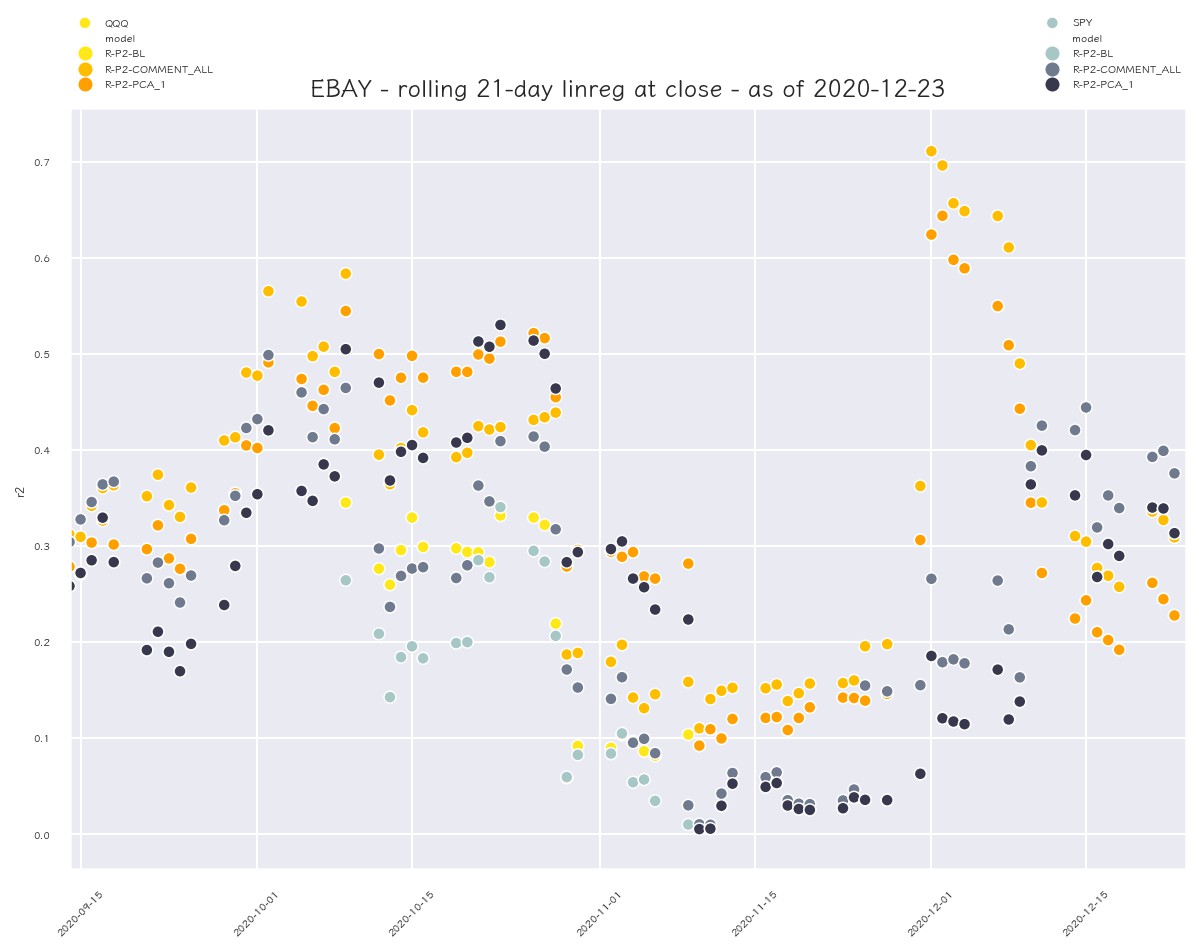 QQQ
model
R-P2-BL
R-P2-COMMENT_ALL
R-P2-PCA_1
SPY
model
R-P2-BL
R-P2-COMMENT_ALL
R-P2-PCA_1
EBAY - rolling 21-day linreg at close - as of 2020-12-23
0.7
0.6
0.5
0.4
0.3
0.2
0.1
0.0
r2
2020-09-15
2020-10-01
2020-10-15
2020-11-01
2020-11-15
2020-12-01
2020-12-15